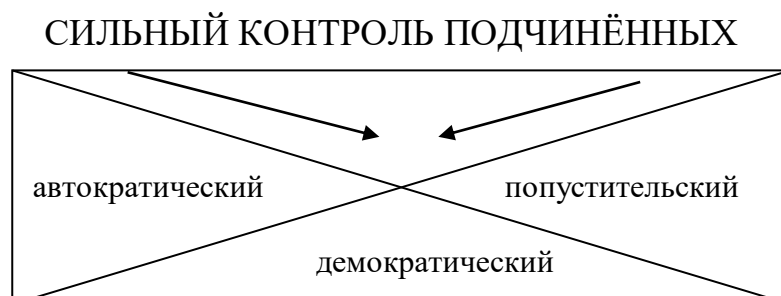 СИЛЬНЫЙ КОНТРОЛЬ ПОДЧИНЁННЫХ
автократический попустительский
демократический